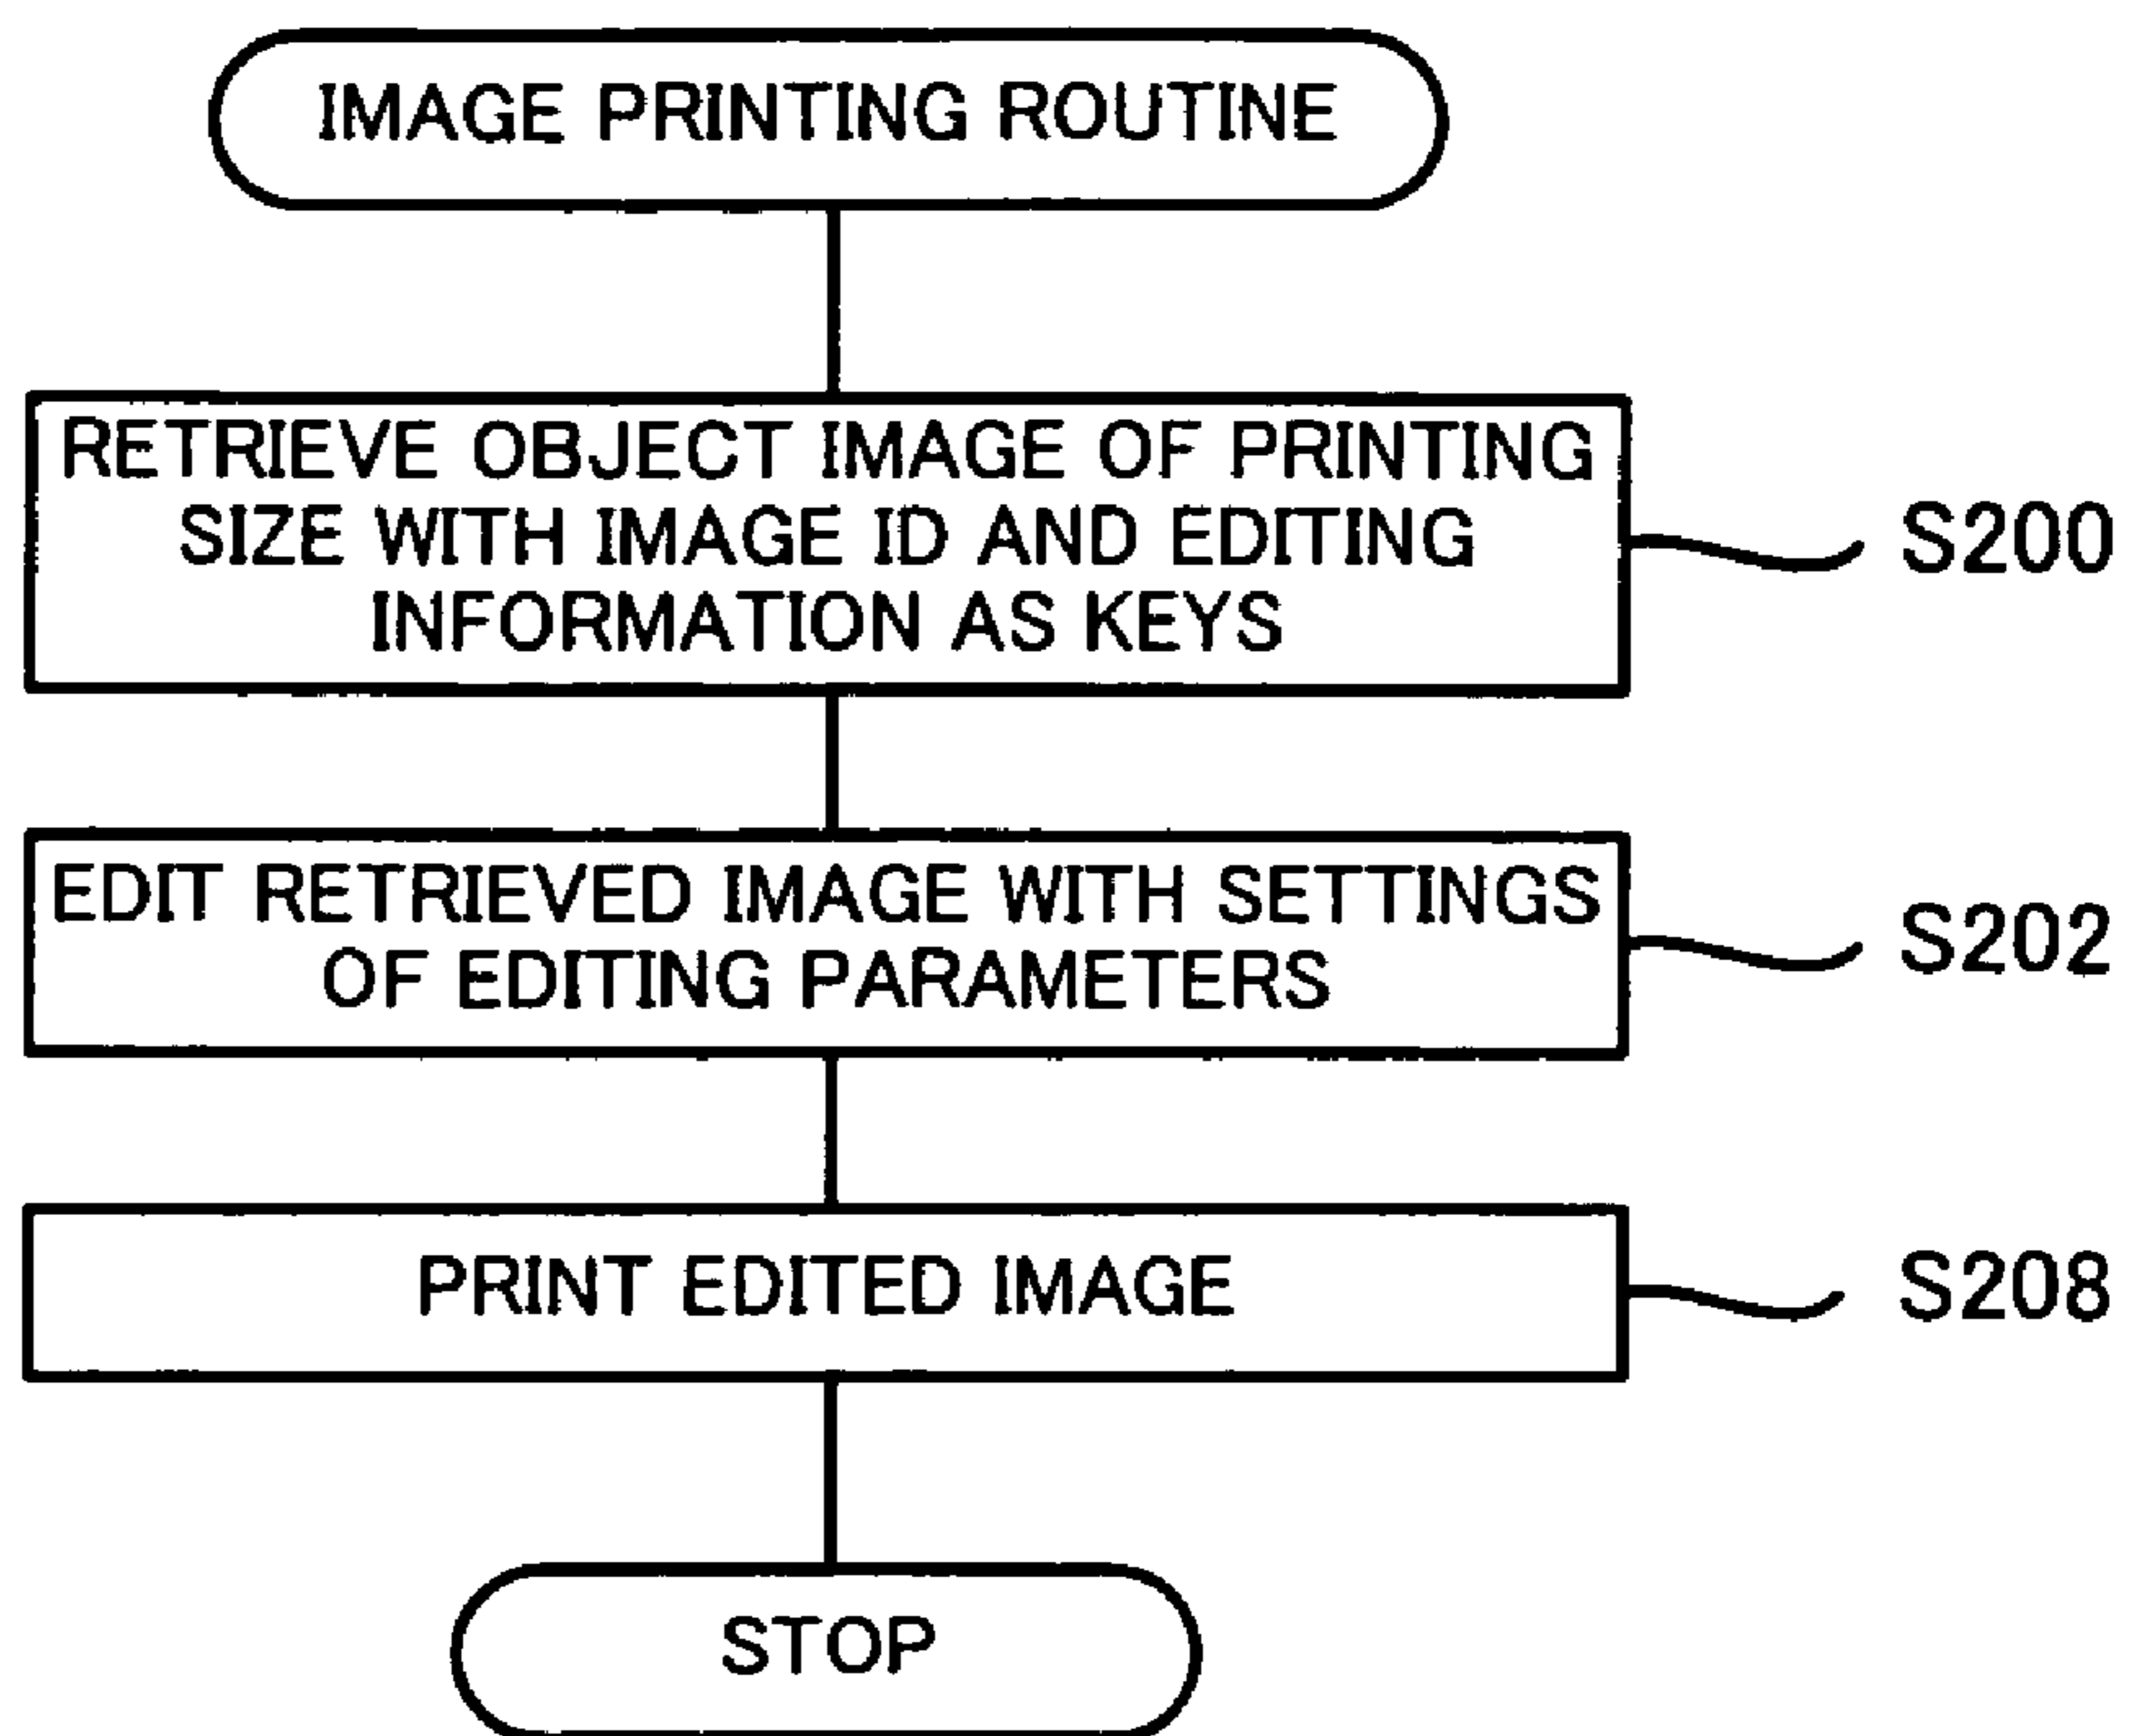 IMAGE PRINTING ROUTINE
RETRIEVE OBJECT IMAGE OF PRINTING
SIZE WITH IMAGE ID AND EDITING
INFORMATION AS KEYS
S200
EDIT RETRIEVED IMAGE WITH SETTINGS
OF EDITING PARAMETERS
S202
PRINT EDITED IMAGE
S208
STOP